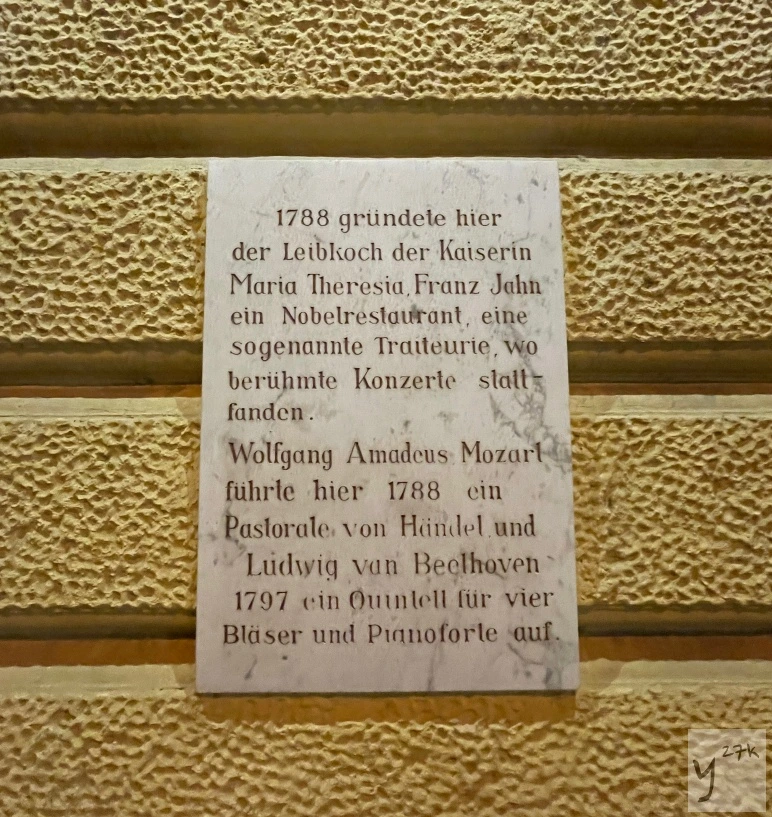 1788 gründete hier
der Leibkoch der Kaiserin
Maria Theresia, Franz Jahn
ein Nobelrestaurant, eine
sogenannte Traiteurie, wo
berühmte Konzerte statt-
fanden.
Wolfgang Amadeus Mozart
führte hier 1788 ein
Pastorale von Händel und
Ludwig van Beethoven
1797 ein Quintett für vier
Bläser und Pianoforte auf.
y27k